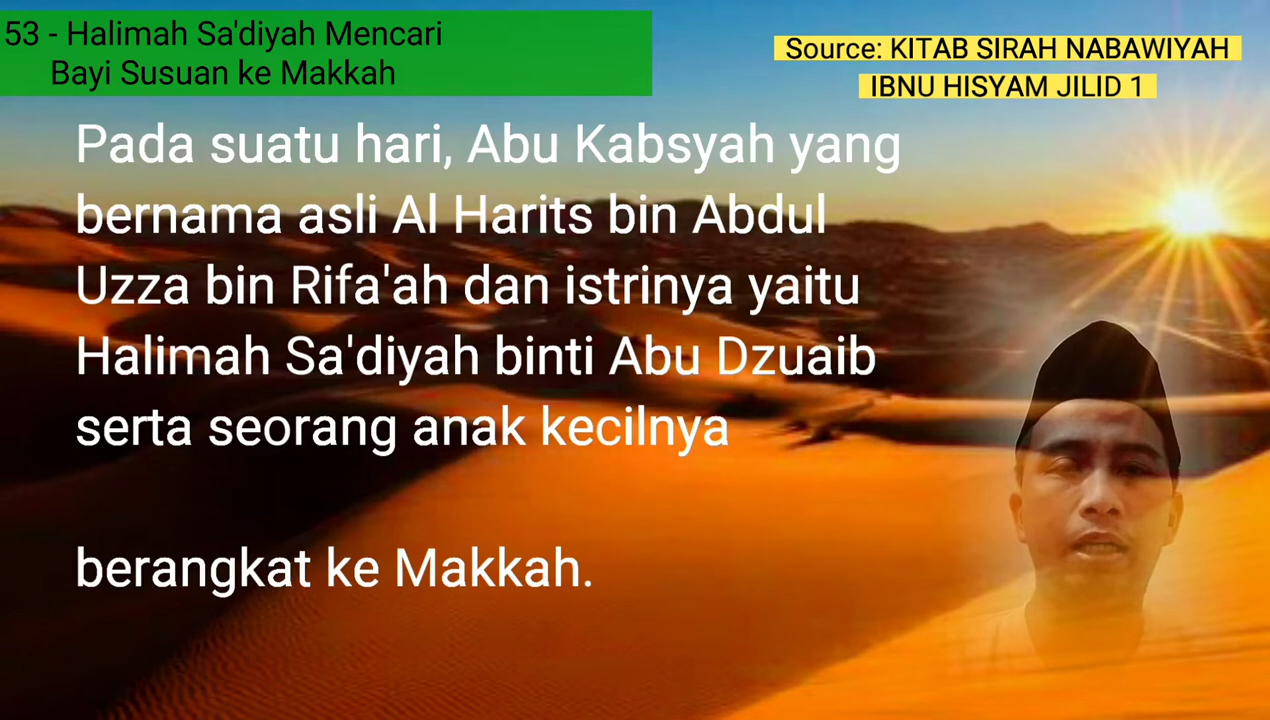 53 - Halimah Sa'diyah Mencari
Bayi Susuan ke Makkah
Source: KITAB SIRAH NABAWIYAH
IBNU HISYAM JILID 1
Pada suatu hari, Abu Kabsyah yang
bernama asli Al Harits bin Abdul
Uzza bin Rifa'ah dan istrinya yaitu
Halimah Sa'diyah binti Abu Dzuaib
serta seorang anak kecilnya
berangkat ke Makkah.